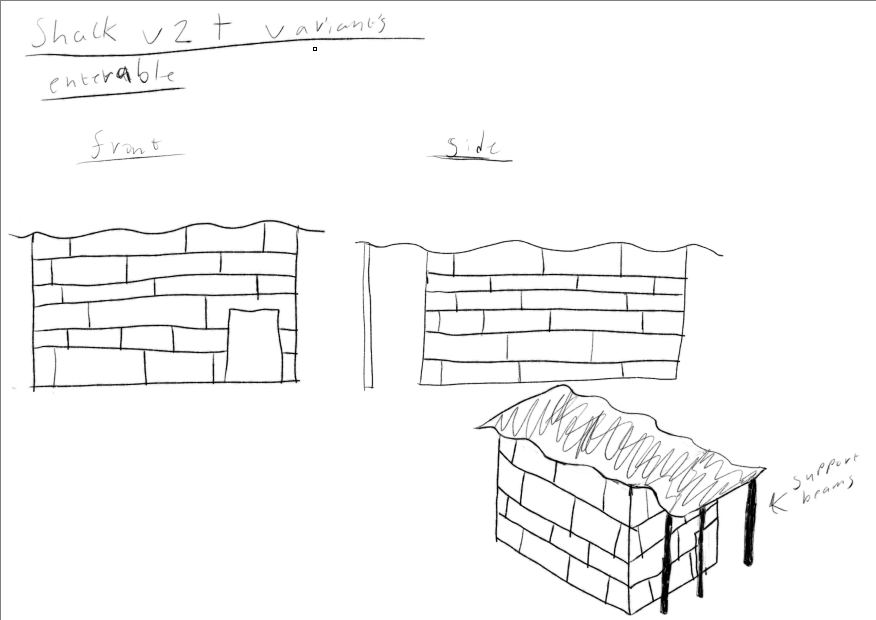 Shack v2 + variants
enterable
front
side
support
beams